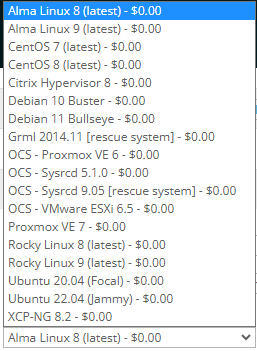 Alma Linux 8 (latest) - $0.00
Alma Linux 9 (latest) - $0.00
CentOS 7 (latest) - $0.00
CentOS 8 (latest) - $0.00
Citrix Hypervisor 8 - $0.00
Debian 10 Buster - $0.00
Debian 11 Bullseye - $0.00
Grml 2014.11 [rescue system] - $0.00
OCS - Proxmox VE 6 - $0.00
OCS - Sysrcd 5.1.0 - $0.00
OCS - Sysrcd 9.05 [rescue system] - $0.00
OCS - VMware ESXi 6.5 - $0.00
Proxmox VE 7 - $0.00
Rocky Linux 8 (latest) - $0.00
Rocky Linux 9 (latest) - $0.00
Ubuntu 20.04 (Focal) - $0.00
Ubuntu 22.04 (Jammy) - $0.00
XCP-NG 8.2 - $0.00
Alma Linux 8 (latest) - $0.00